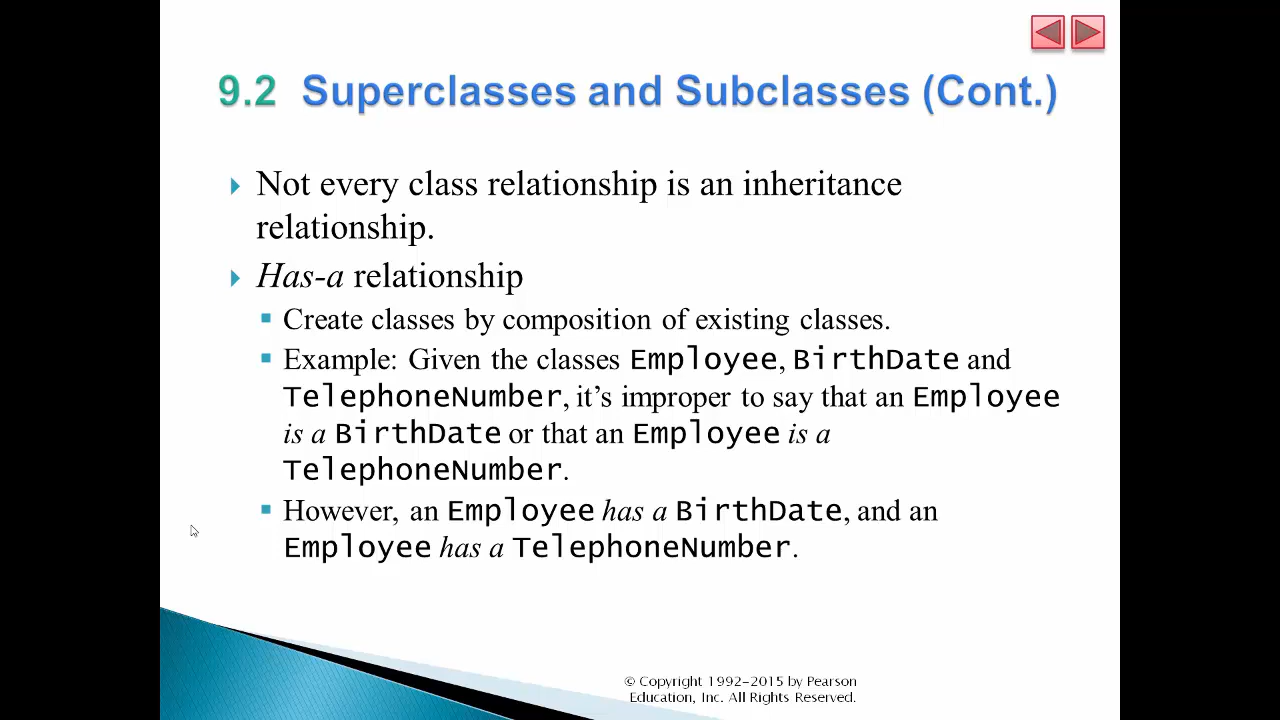 9.2 Superclasses and Subclasses (Cont.)
Not every class relationship is an inheritance
relationship.
Has-a relationship
Create classes by composition of existing classes.
Example: Given the classes Employee, BirthDate and
TelephoneNumber, it’s improper to say that an Employee
is a BirthDate or that an Employee is a
TelephoneNumber.
However, an Employee has a BirthDate, and an
Employee has a TelephoneNumber.
© Copyright 1992–2015 by Pearson
Education, Inc. All Rights Reserved.